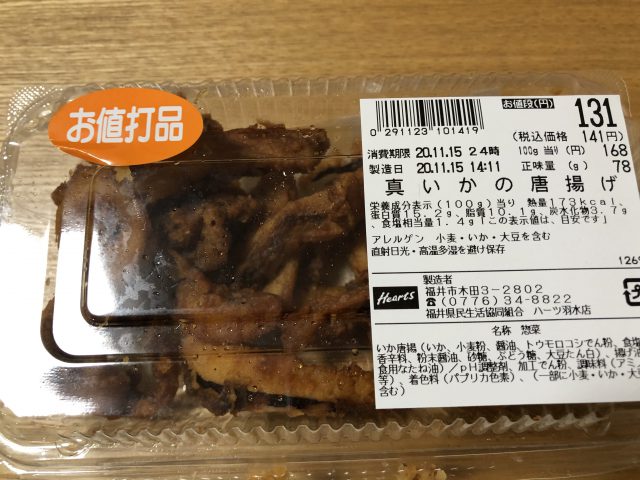 お値打品
0 291123 101419
お値段(円) 131
(税込価格 141円)
消費期限 20.11.15 24時 100g当り(円) 168
製造日 20.11.15 14:11 正味量(g) 78
真いかの唐揚げ
栄養成分表示(100g)当り 熱量173kcal、
蛋白質15.2g、脂質10.1g、炭水化物3.7g
、食塩相当量1.4g「この表示値は、目安です」
アレルゲン 小麦・いか・大豆を含む
直射日光・高温多湿を避け保存
1269
製造者
Hearts
福井市木田3-2802
☎(0776)34-8822
福井県民生活協同組合 ハーツ羽水店
名称 惣菜
いか唐揚(いか、小麦粉、醤油、トウモロコシでん粉、食塩
香辛料、粉末醤油、砂糖、ぶどう糖、大豆たん白)、揚げ油
食用なたね油)/pH調整剤、加工でん粉、調味料(アミ
等)、着色料(パプリカ色素)、(一部に小麦・いか・大豆
含む)